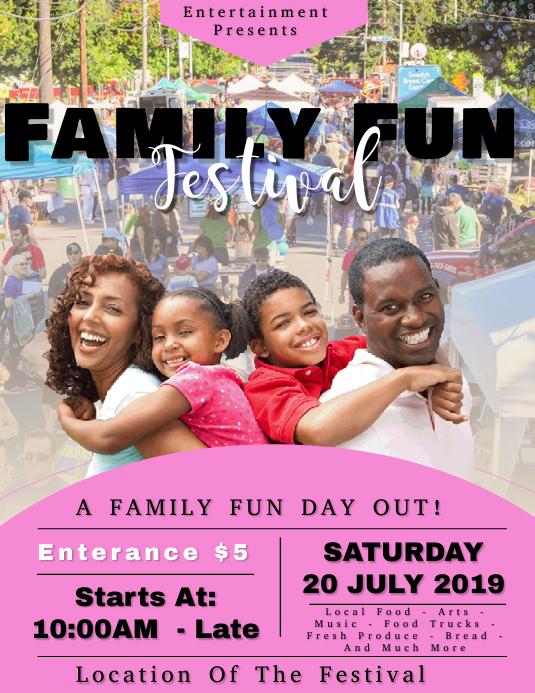 Entertainment
Presents
FAMILY FUN
Festival
A FAMILY FUN DAY OUT!
Enterance $5
Starts At:
10:00AM - Late
SATURDAY
20 JULY 2019
Local Food - Arts -
Music - Food Trucks -
Fresh Produce - Bread -
And Much More
Location Of The Festival